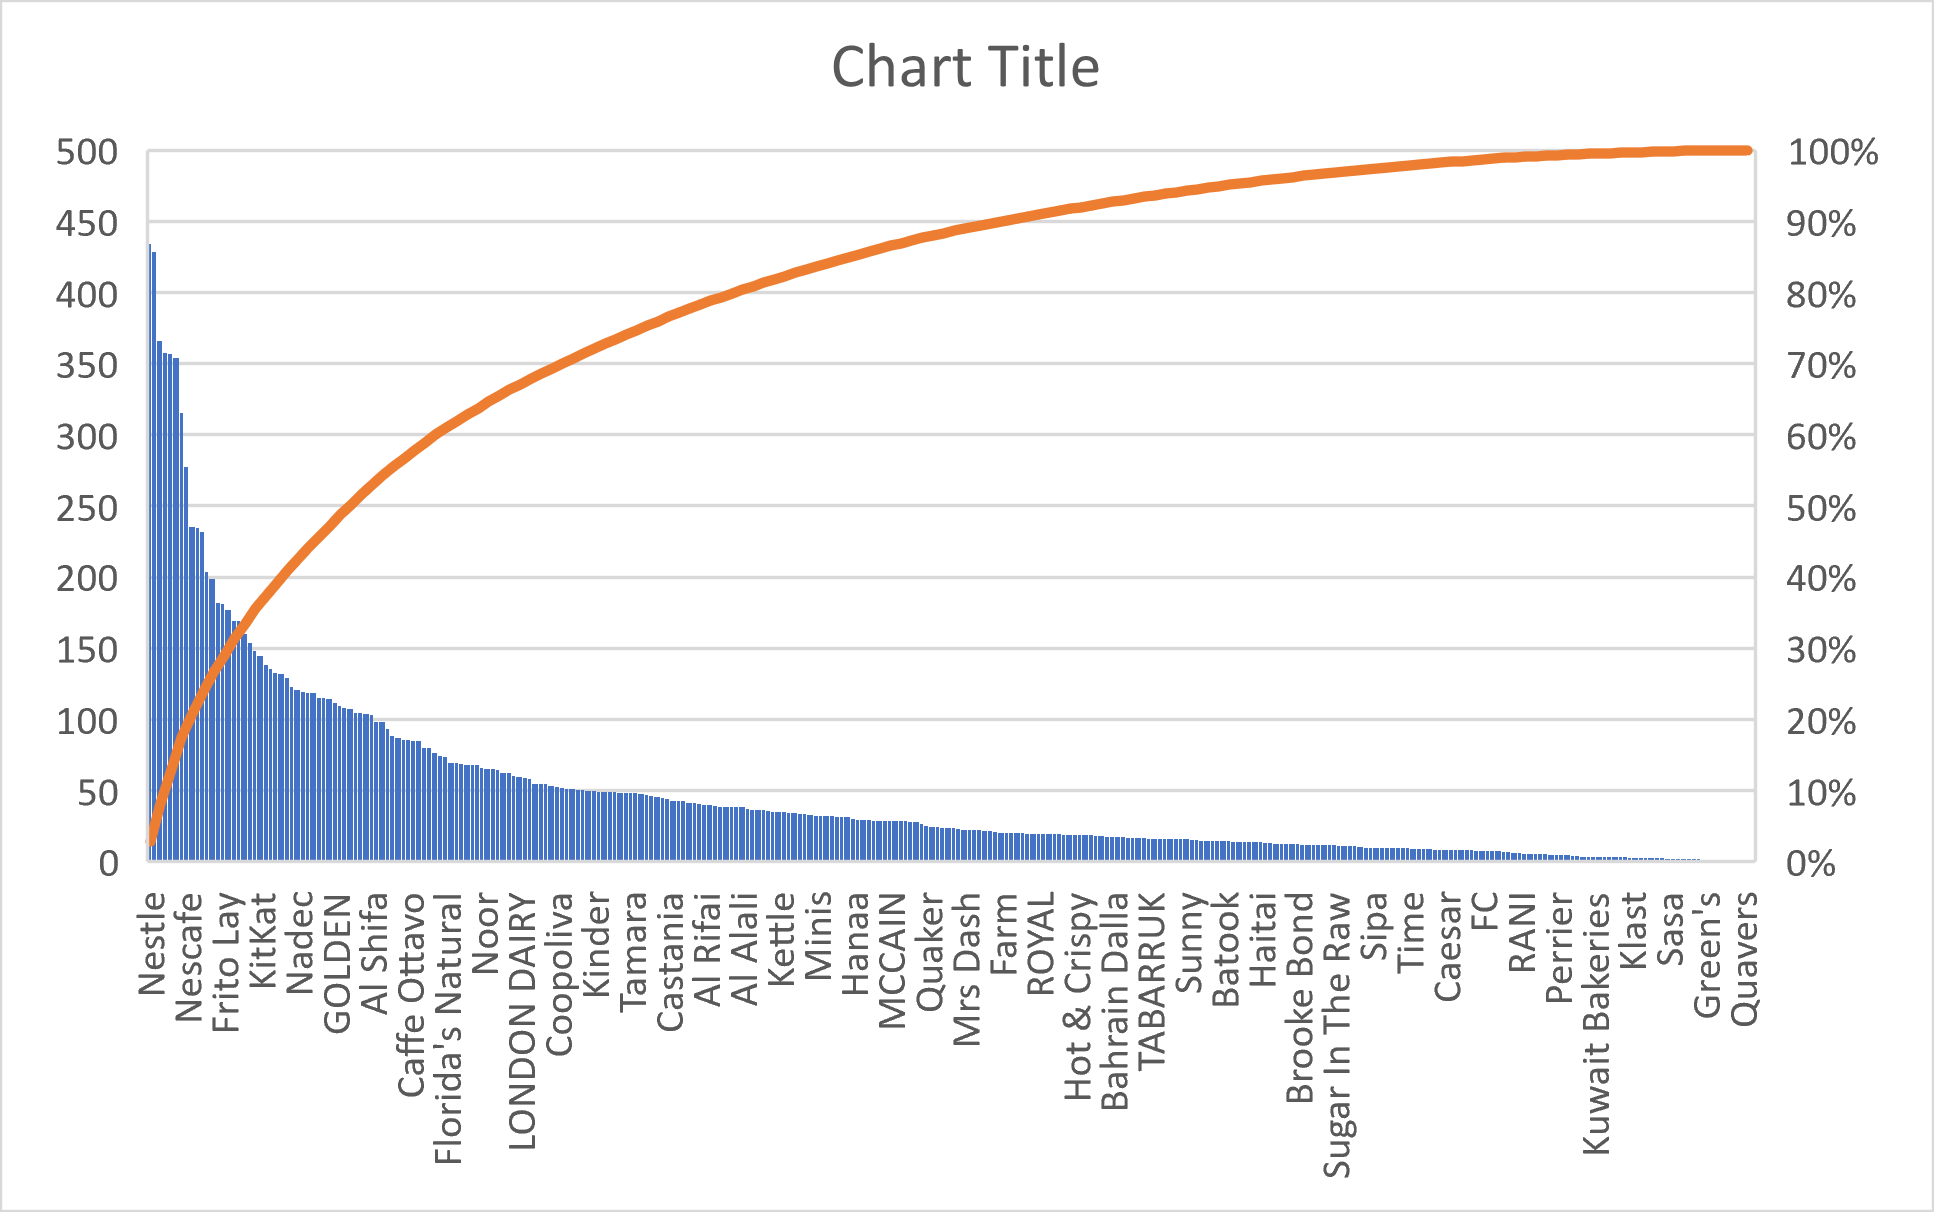 Chart Title
500
450
400
350
300
250
200
150
100
50
0
100%
90%
80%
70%
60%
50%
40%
30%
20%
10%
0%
Nestle
Nescafe
Frito Lay
KitKat
Nadec
GOLDEN
Al Shifa
Caffe Ottavo
Florida's Natural
Noor
LONDON DAIRY
Coopoliva
Kinder
Tamara
Castania
Al Rifai
Al Alali
Kettle
Minis
Hanaa
MCCAIN
Quaker
Mrs Dash
Farm
ROYAL
Hot & Crispy
Bahrain Dalla
TABARRUK
Sunny
Batook
Haitai
Brooke Bond
Sugar In The Raw
Sipa
Time
Caesar
FC
RANI
Perrier
Kuwait Bakeries
Klast
Sasa
Green's
Quavers